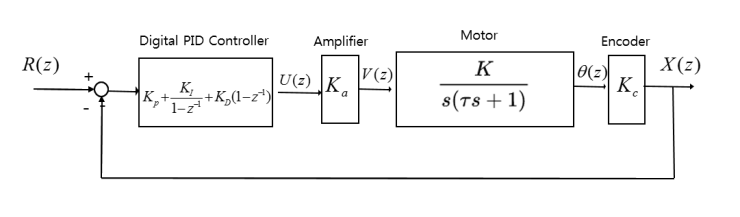 Digital PID Controller
Amplifier
Motor
Encoder
R(z)
+
-
K_p + K_I / (1-z^-1) + K_D(1-z^-1)
U(z)
K_a
V(z)
K / s(τs + 1)
θ(z)
K_c
X(z)